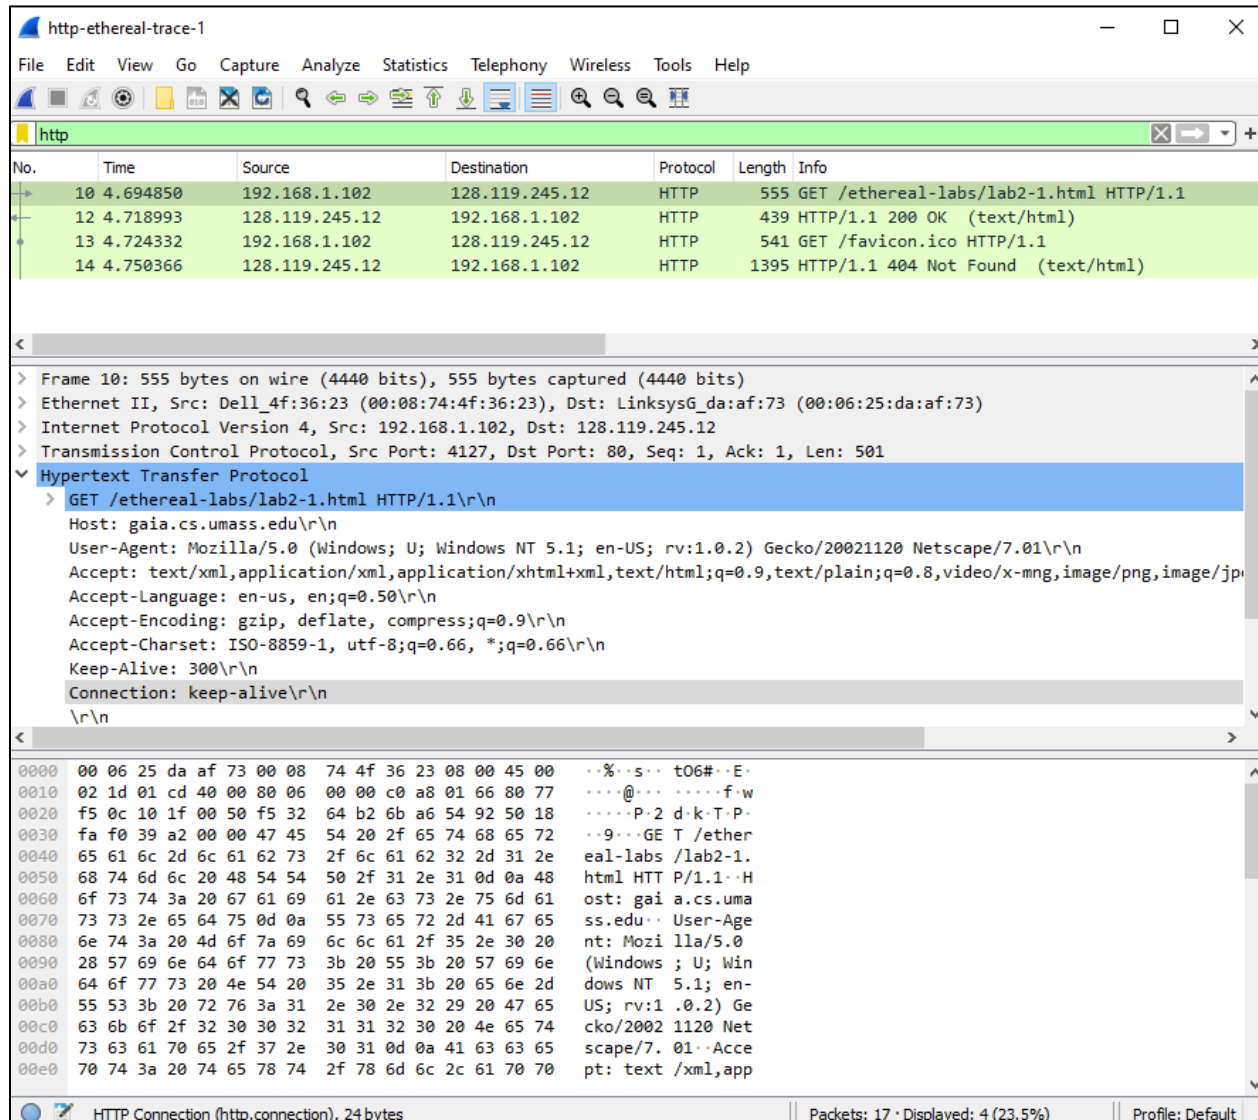 http-ethereal-trace-1
File Edit View Go Capture Analyze Statistics Telephony Wireless Tools Help
http
No. Time Source Destination Protocol Length Info
10 4.694850 192.168.1.102 128.119.245.12 HTTP 555 GET /ethereal-labs/lab2-1.html HTTP/1.1
12 4.718993 128.119.245.12 192.168.1.102 HTTP 439 HTTP/1.1 200 OK (text/html)
13 4.724332 192.168.1.102 128.119.245.12 HTTP 541 GET /favicon.ico HTTP/1.1
14 4.750366 128.119.245.12 192.168.1.102 HTTP 1395 HTTP/1.1 404 Not Found (text/html)
Frame 10: 555 bytes on wire (4440 bits), 555 bytes captured (4440 bits)
Ethernet II, Src: Dell_4f:36:23 (00:08:74:4f:36:23), Dst: LinksysG_da:af:73 (00:06:25:da:af:73)
Internet Protocol Version 4, Src: 192.168.1.102, Dst: 128.119.245.12
Transmission Control Protocol, Src Port: 4127, Dst Port: 80, Seq: 1, Ack: 1, Len: 501
Hypertext Transfer Protocol
GET /ethereal-labs/lab2-1.html HTTP/1.1\r\n
Host: gaia.cs.umass.edu\r\n
User-Agent: Mozilla/5.0 (Windows; U; Windows NT 5.1; en-US; rv:1.0.2) Gecko/20021120 Netscape/7.01\r\n
Accept: text/xml,application/xml,application/xhtml+xml,text/html;q=0.9,text/plain;q=0.8,video/x-mng,image/png,image/jp
Accept-Language: en-us, en;q=0.50\r\n
Accept-Encoding: gzip, deflate, compress;q=0.9\r\n
Accept-Charset: ISO-8859-1, utf-8;q=0.66, *;q=0.66\r\n
Keep-Alive: 300\r\n
Connection: keep-alive\r\n
\r\n
0000 00 06 25 da af 73 00 08 74 4f 36 23 08 00 45 00 ··%··s·· tO6#··E·
0010 02 1d 01 cd 40 00 80 06 00 00 c0 a8 01 66 80 77 ····@··· ·····f·w
0020 f5 0c 10 1f 00 50 f5 32 64 b2 6b a6 54 92 50 18 ·····P·2 d·k·T·P·
0030 fa f0 39 a2 00 00 47 45 54 20 2f 65 74 68 65 72 ··9···GE T /ether
0040 65 61 6c 2d 6c 61 62 73 2f 6c 61 62 32 2d 31 2e eal-labs /lab2-1.
0050 68 74 6d 6c 20 48 54 54 50 2f 31 2e 31 0d 0a 48 html HTT P/1.1··H
0060 6f 73 74 3a 20 67 61 69 61 2e 63 73 2e 75 6d 61 ost: gai a.cs.uma
0070 73 73 2e 65 64 75 0d 0a 55 73 65 72 2d 41 67 65 ss.edu·· User-Age
0080 6e 74 3a 20 4d 6f 7a 69 6c 6c 61 2f 35 2e 30 20 nt: Mozi lla/5.0
0090 28 57 69 6e 64 6f 77 73 3b 20 55 3b 20 57 69 6e (Windows ; U; Win
00a0 64 6f 77 73 20 4e 54 20 35 2e 31 3b 20 65 6e 2d dows NT 5.1; en-
00b0 55 53 3b 20 72 76 3a 31 2e 30 2e 32 29 20 47 65 US; rv:1 .0.2) Ge
00c0 63 6b 6f 2f 32 30 30 32 31 31 32 30 20 4e 65 74 cko/2002 1120 Net
00d0 73 63 61 70 65 2f 37 2e 30 31 0d 0a 41 63 63 65 scape/7. 01··Acce
00e0 70 74 3a 20 74 65 78 74 2f 78 6d 6c 2c 61 70 70 pt: text /xml,app
HTTP Connection (http.connection), 24 bytes Packets: 17 · Displayed: 4 (23.5%) Profile: Default